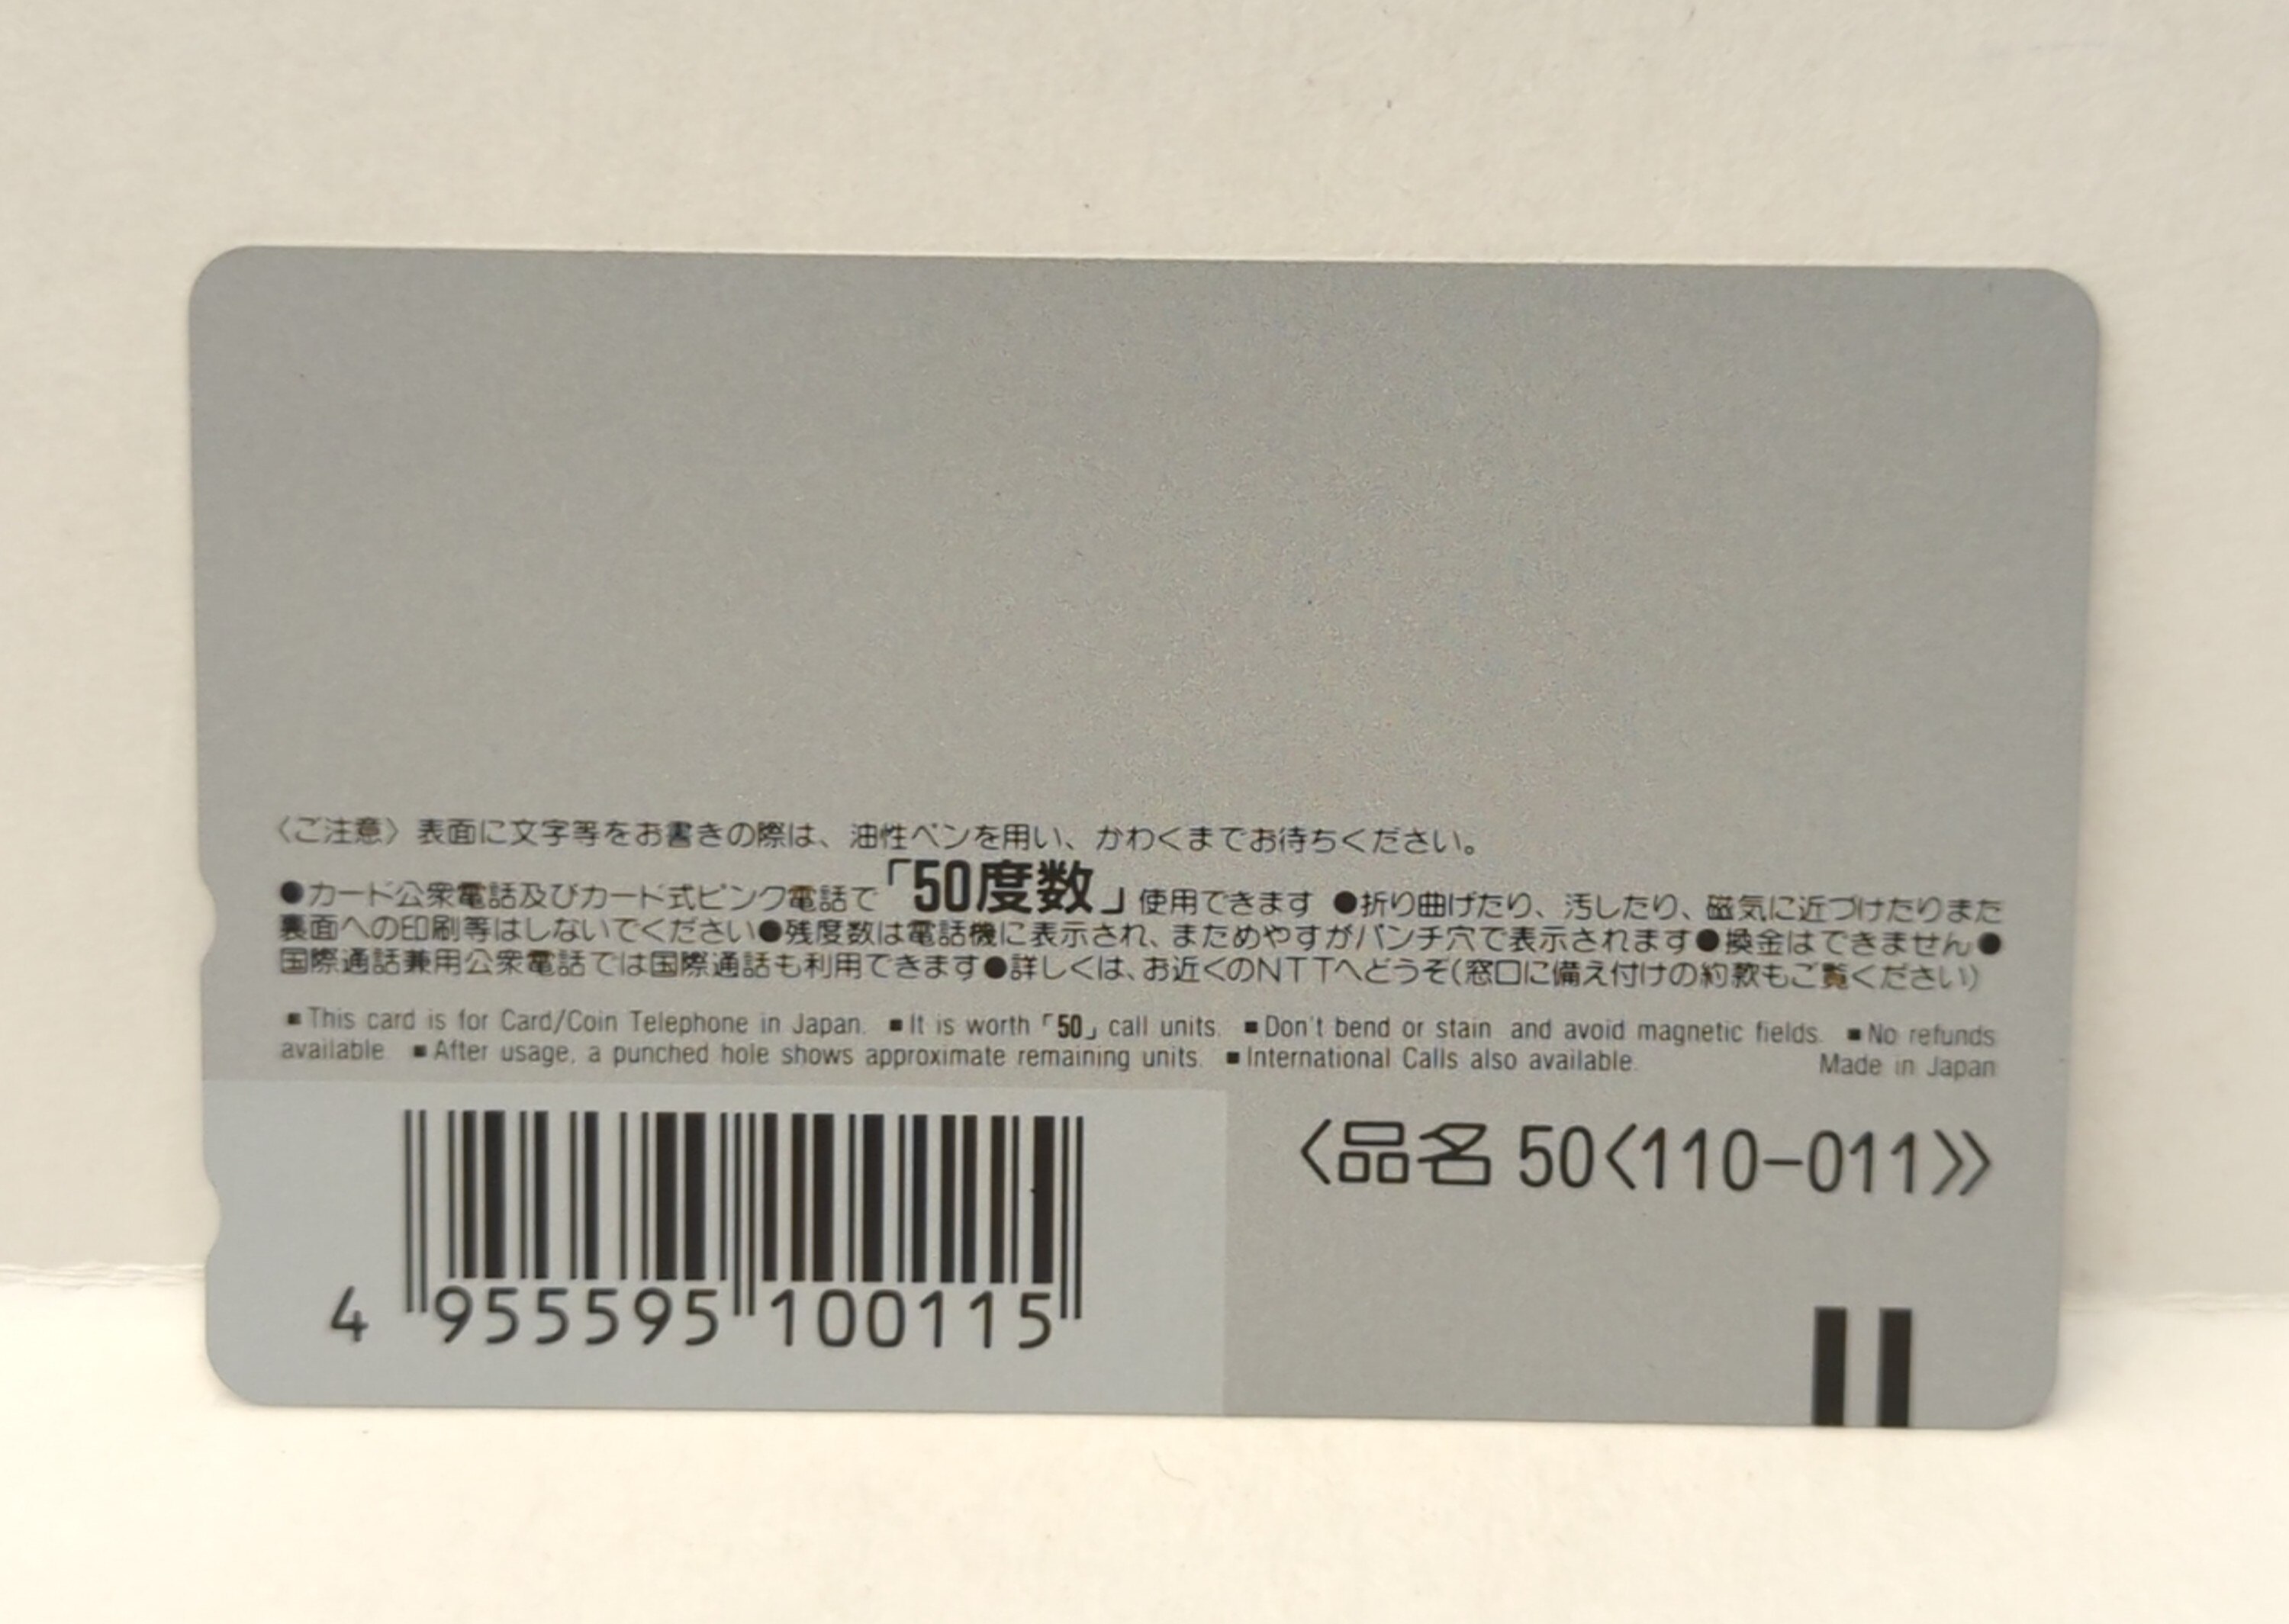 〈ご注意〉表面に文字等をお書きの際は、油性ペンを用い、かわくまでお待ちください。
●カード公衆電話及びカード式ピンク電話で「50度数」使用できます ●折り曲げたり、汚したり、磁気に近づけたりまた
裏面への印刷等はしないでください●残度数は電話機に表示され、まためやすがパンチ穴で表示されます●換金はできません●
国際通話兼用公衆電話では国際通話も利用できます●詳しくは、お近くのNTTへどうぞ(窓口に備え付けの約款もご覧ください)
■This card is for Card/Coin Telephone in Japan. ■It is worth「50」call units. ■Don't bend or stain and avoid magnetic fields. ■No refunds
available ■After usage, a punched hole shows approximate remaining units. ■International Calls also available. Made in Japan
〈品名 50〈110-011〉〉
4 955595 100115